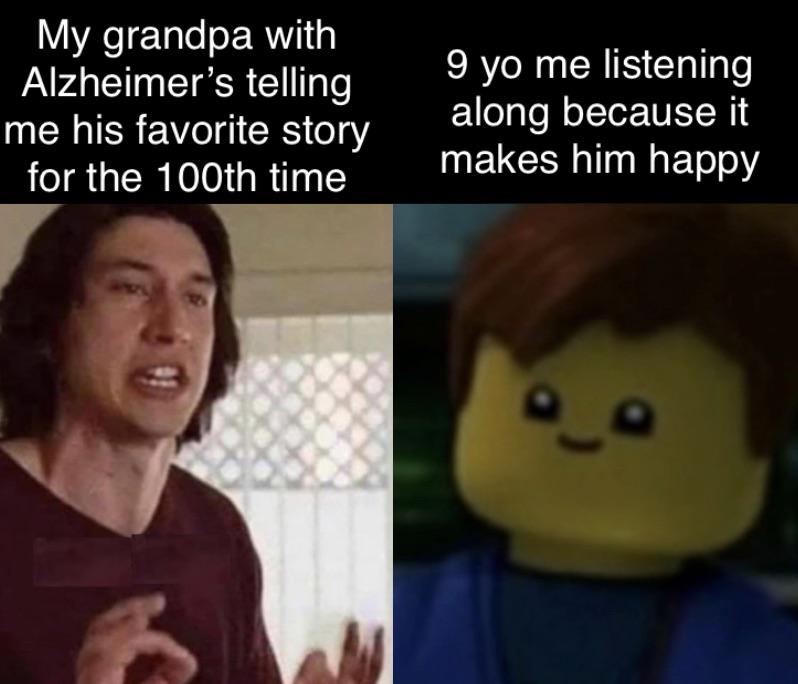 My grandpa with
Alzheimer’s telling
me his favorite story
for the 100th time
9 yo me listening
along because it
makes him happy